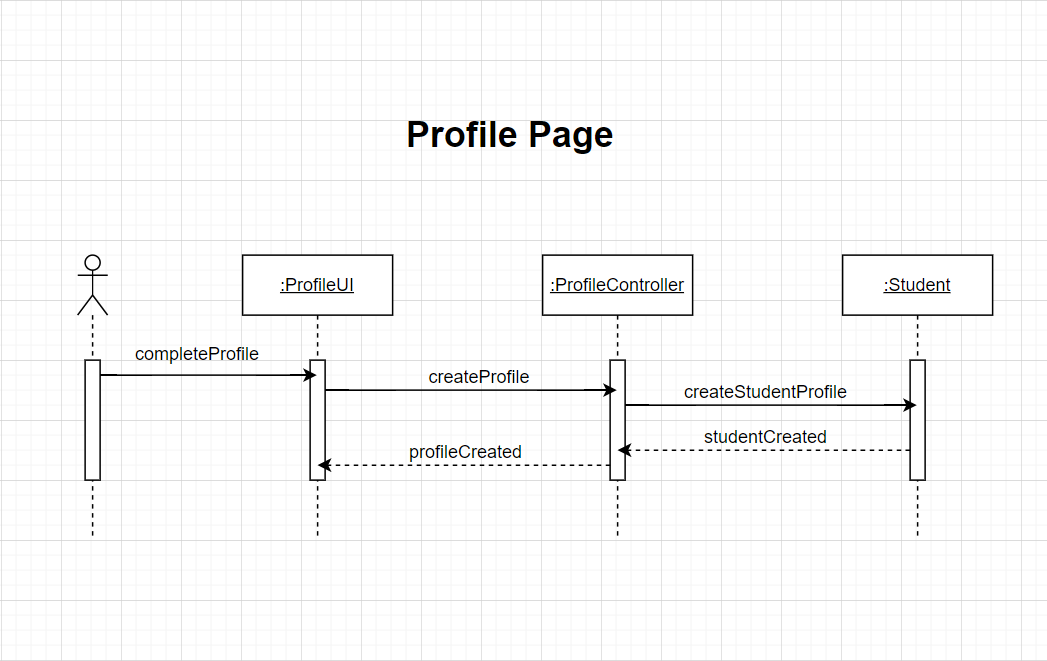 Profile Page
:ProfileUI
:ProfileController
:Student
completeProfile
createProfile
createStudentProfile
studentCreated
profileCreated